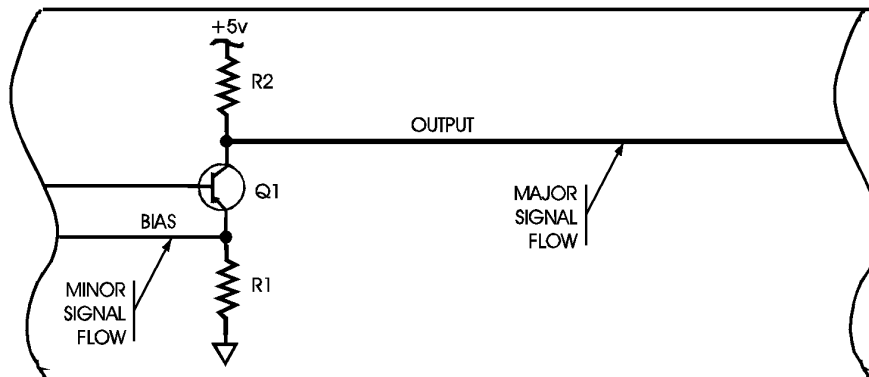 +5v
R2
OUTPUT
Q1
MAJOR
SIGNAL
FLOW
BIAS
R1
MINOR
SIGNAL
FLOW